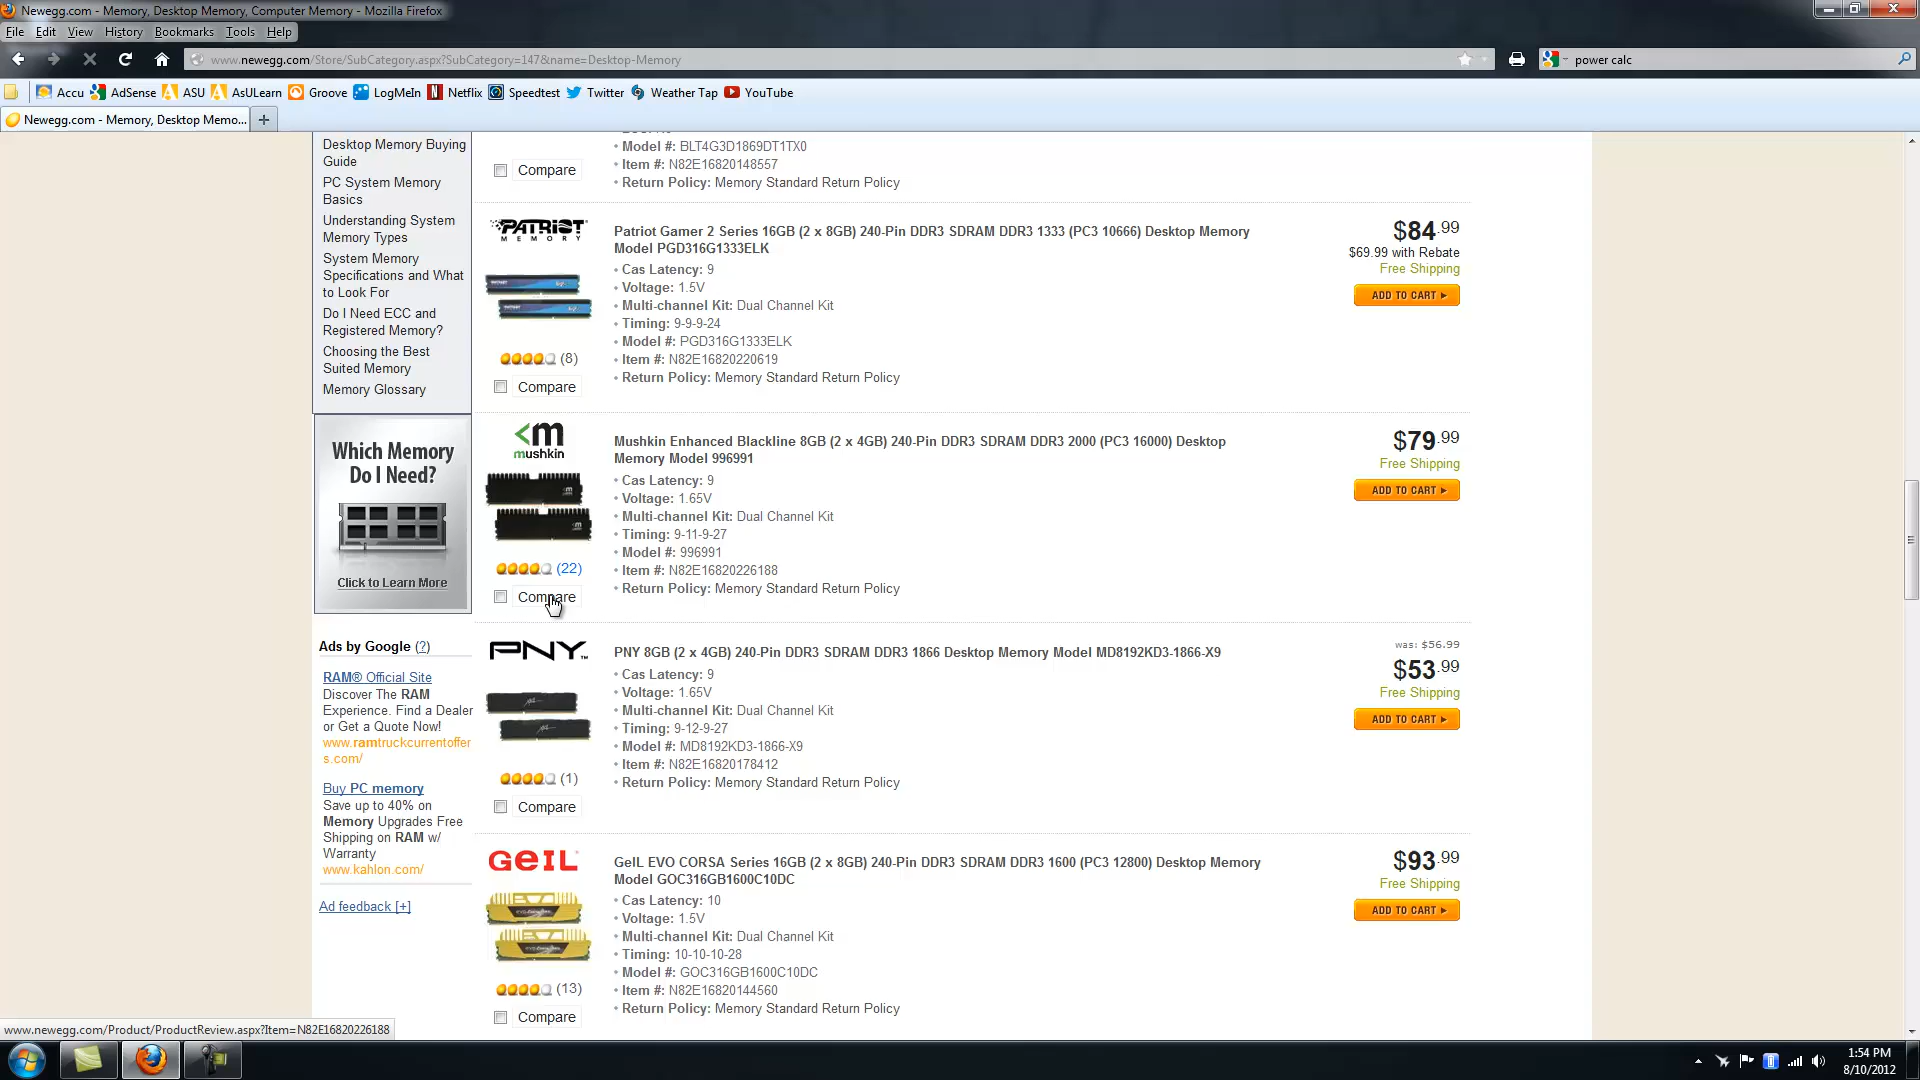 Newegg.com - Memory, Desktop Memory, Computer Memory - Mozilla Firefox
File Edit View History Bookmarks Tools Help
www.newegg.com/Store/SubCategory.aspx?SubCategory=147&name=Desktop-Memory
power calc
Accu AdSense ASU AsULearn Groove LogMeIn Netflix Speedtest Twitter Weather Tap YouTube
Newegg.com - Memory, Desktop Memo...
Desktop Memory Buying
Guide
PC System Memory
Basics
Understanding System
Memory Types
System Memory
Specifications and What
to Look For
Do I Need ECC and
Registered Memory?
Choosing the Best
Suited Memory
Memory Glossary
Which Memory
Do I Need?
Click to Learn More
Ads by Google (?)
RAM® Official Site
Discover The RAM
Experience. Find a Dealer
or Get a Quote Now!
www.ramtruckcurrentoffer
s.com/
Buy PC memory
Save up to 40% on
Memory Upgrades Free
Shipping on RAM w/
Warranty
www.kahlon.com/
Ad feedback [+]
• Model #: BLT4G3D1869DT1TX0
• Item #: N82E16820148557
• Return Policy: Memory Standard Return Policy
Compare
PATRIOT
MEMORY
Patriot Gamer 2 Series 16GB (2 x 8GB) 240-Pin DDR3 SDRAM DDR3 1333 (PC3 10666) Desktop Memory
Model PGD316G1333ELK
• Cas Latency: 9
• Voltage: 1.5V
• Multi-channel Kit: Dual Channel Kit
• Timing: 9-9-9-24
• Model #: PGD316G1333ELK
• Item #: N82E16820220619
• Return Policy: Memory Standard Return Policy
(8)
Compare
$84.99
$69.99 with Rebate
Free Shipping
ADD TO CART
mushkin
Mushkin Enhanced Blackline 8GB (2 x 4GB) 240-Pin DDR3 SDRAM DDR3 2000 (PC3 16000) Desktop
Memory Model 996991
• Cas Latency: 9
• Voltage: 1.65V
• Multi-channel Kit: Dual Channel Kit
• Timing: 9-11-9-27
• Model #: 996991
• Item #: N82E16820226188
• Return Policy: Memory Standard Return Policy
(22)
Compare
$79.99
Free Shipping
ADD TO CART
PNY
PNY 8GB (2 x 4GB) 240-Pin DDR3 SDRAM DDR3 1866 Desktop Memory Model MD8192KD3-1866-X9
• Cas Latency: 9
• Voltage: 1.65V
• Multi-channel Kit: Dual Channel Kit
• Timing: 9-12-9-27
• Model #: MD8192KD3-1866-X9
• Item #: N82E16820178412
• Return Policy: Memory Standard Return Policy
(1)
Compare
was: $56.99
$53.99
Free Shipping
ADD TO CART
GeIL
GeIL EVO CORSA Series 16GB (2 x 8GB) 240-Pin DDR3 SDRAM DDR3 1600 (PC3 12800) Desktop Memory
Model GOC316GB1600C10DC
• Cas Latency: 10
• Voltage: 1.5V
• Multi-channel Kit: Dual Channel Kit
• Timing: 10-10-10-28
• Model #: GOC316GB1600C10DC
• Item #: N82E16820144560
• Return Policy: Memory Standard Return Policy
(13)
Compare
$93.99
Free Shipping
ADD TO CART
www.newegg.com/Product/ProductReview.aspx?Item=N82E16820226188
1:54 PM
8/10/2012